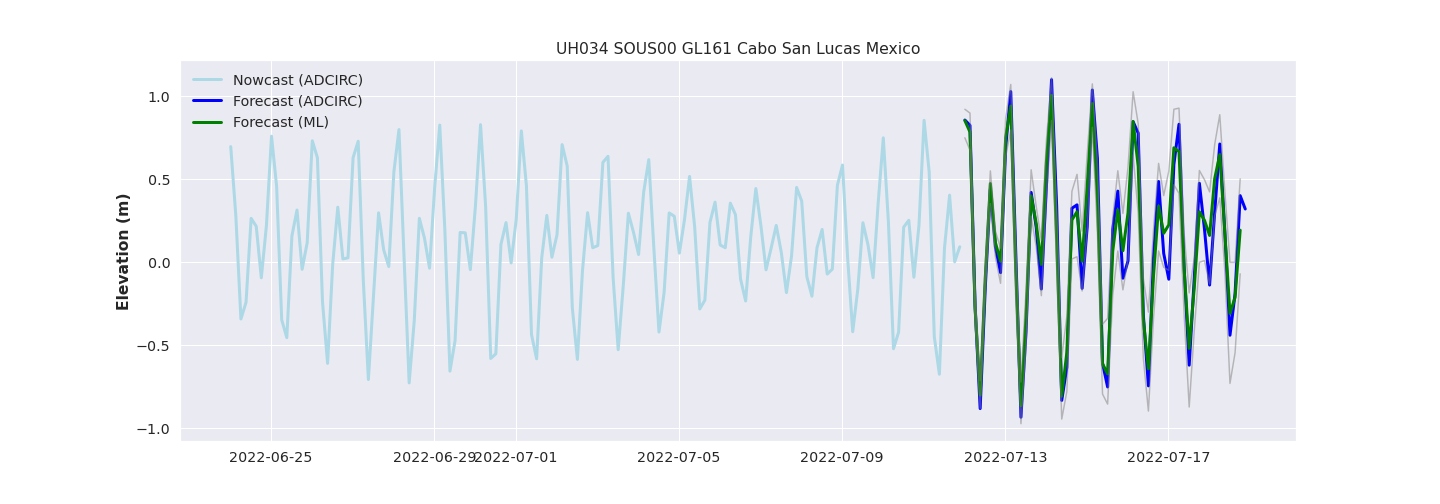 UH034 SOUS00 GL161 Cabo San Lucas Mexico
Nowcast (ADCIRC)
Forecast (ADCIRC)
Forecast (ML)
Elevation (m)
1.0
0.5
0.0
−0.5
−1.0
2022-06-25 2022-06-29 2022-07-01 2022-07-05 2022-07-09 2022-07-13 2022-07-17